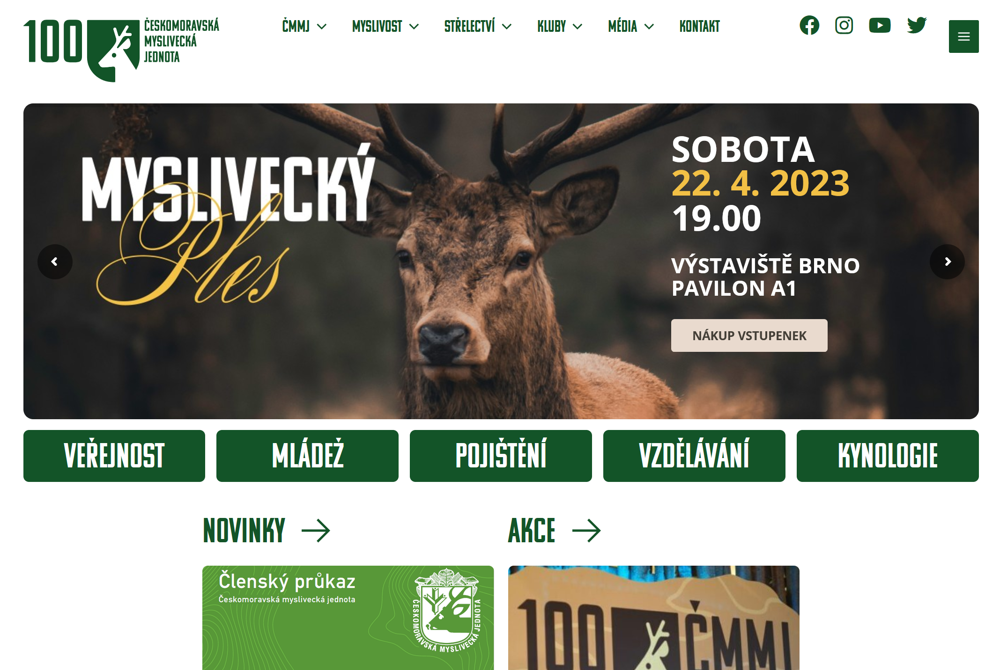 100
ČESKOMORAVSKÁ
MYSLIVECKÁ
JEDNOTA
ČMMJ
MYSLIVOST
STŘELECTVÍ
KLUBY
MÉDIA
KONTAKT
MYSLIVECKÝ
Ples
SOBOTA
22. 4. 2023
19.00
VÝSTAVIŠTĚ BRNO
PAVILON A1
NÁKUP VSTUPENEK
VEŘEJNOST
MLÁDEŽ
POJIŠTĚNÍ
VZDĚLÁVÁNÍ
KYNOLOGIE
NOVINKY
AKCE
Členský průkaz
Českomoravská myslivecká jednota
ČESKOMORAVSKÁ MYSLIVECKÁ JEDNOTA
100 ČMMJ